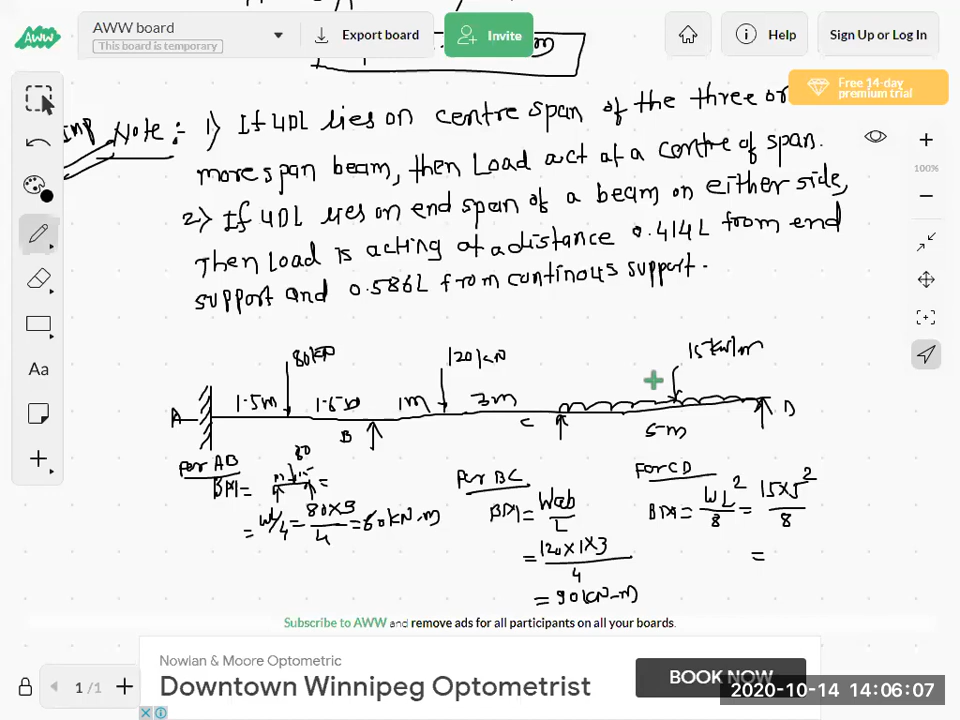 AWW
AWW board
This board is temporary
Export board
Invite
Help
Sign Up or Log In
Free 14-day
premium trial
100%
Imp Note :- 1) If UDL lies on centre span of the three or
more span beam, then Load act at a centre of span.
2) If UDL lies on end span of a beam on either side,
Then Load is acting at a distance 0.414L from end
support and 0.586L from continous support.
80kN
120kN
15kN/m
A
1.5m
1.5m
1m
3m
B
C
D
5m
For AB
BM =
80
=
= WL/4 = 80×3/4 = 60kN-m
For BC
BM = Wab/L
= 120×1×3/4
= 90kN-m
For CD
BM = WL²/8 = 15×5²/8
=
Aa
Subscribe to AWW and remove ads for all participants on all your boards.
Nowlan & Moore Optometric
Downtown Winnipeg Optometrist
BOOK NOW
1/1
2020-10-14 14:06:07